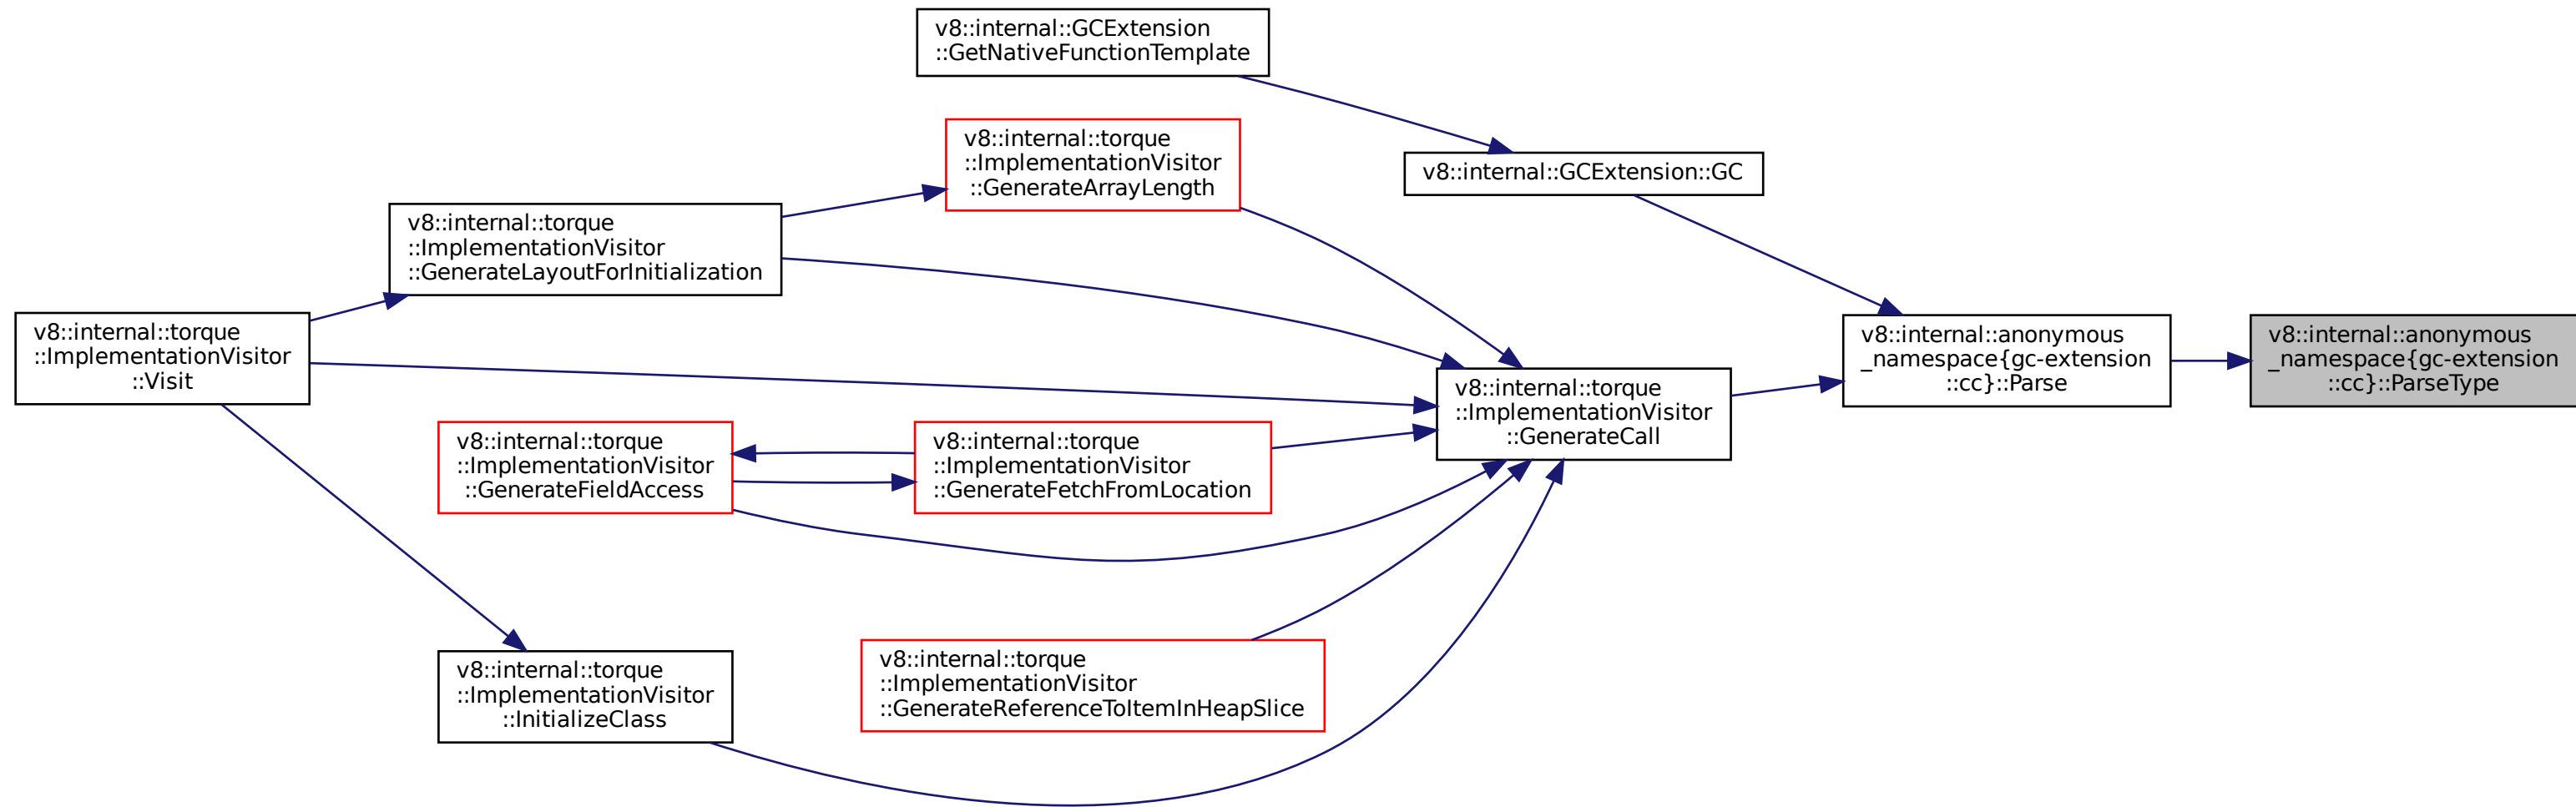 v8::internal::GCExtension
::GetNativeFunctionTemplate
v8::internal::torque
::ImplementationVisitor
::GenerateArrayLength
v8::internal::GCExtension::GC
v8::internal::torque
::ImplementationVisitor
::GenerateLayoutForInitialization
v8::internal::torque
::ImplementationVisitor
::Visit
v8::internal::anonymous
_namespace{gc-extension
::cc}::Parse
v8::internal::anonymous
_namespace{gc-extension
::cc}::ParseType
v8::internal::torque
::ImplementationVisitor
::GenerateCall
v8::internal::torque
::ImplementationVisitor
::GenerateFieldAccess
v8::internal::torque
::ImplementationVisitor
::GenerateFetchFromLocation
v8::internal::torque
::ImplementationVisitor
::GenerateReferenceToItemInHeapSlice
v8::internal::torque
::ImplementationVisitor
::InitializeClass